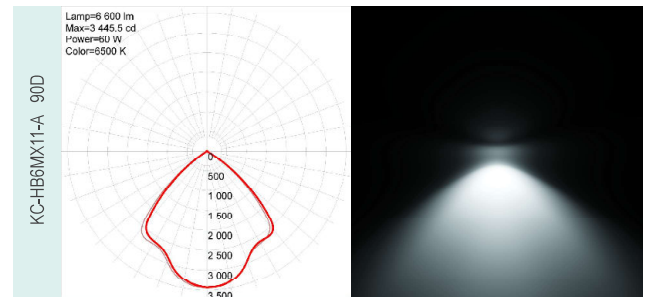 KC-HB6MX11-A 90D
Lamp=6 600 lm
Max=3 445.5 cd
Power=60 W
Color=6500 K
0
500
1 000
1 500
2 000
2 500
3 000
3 500